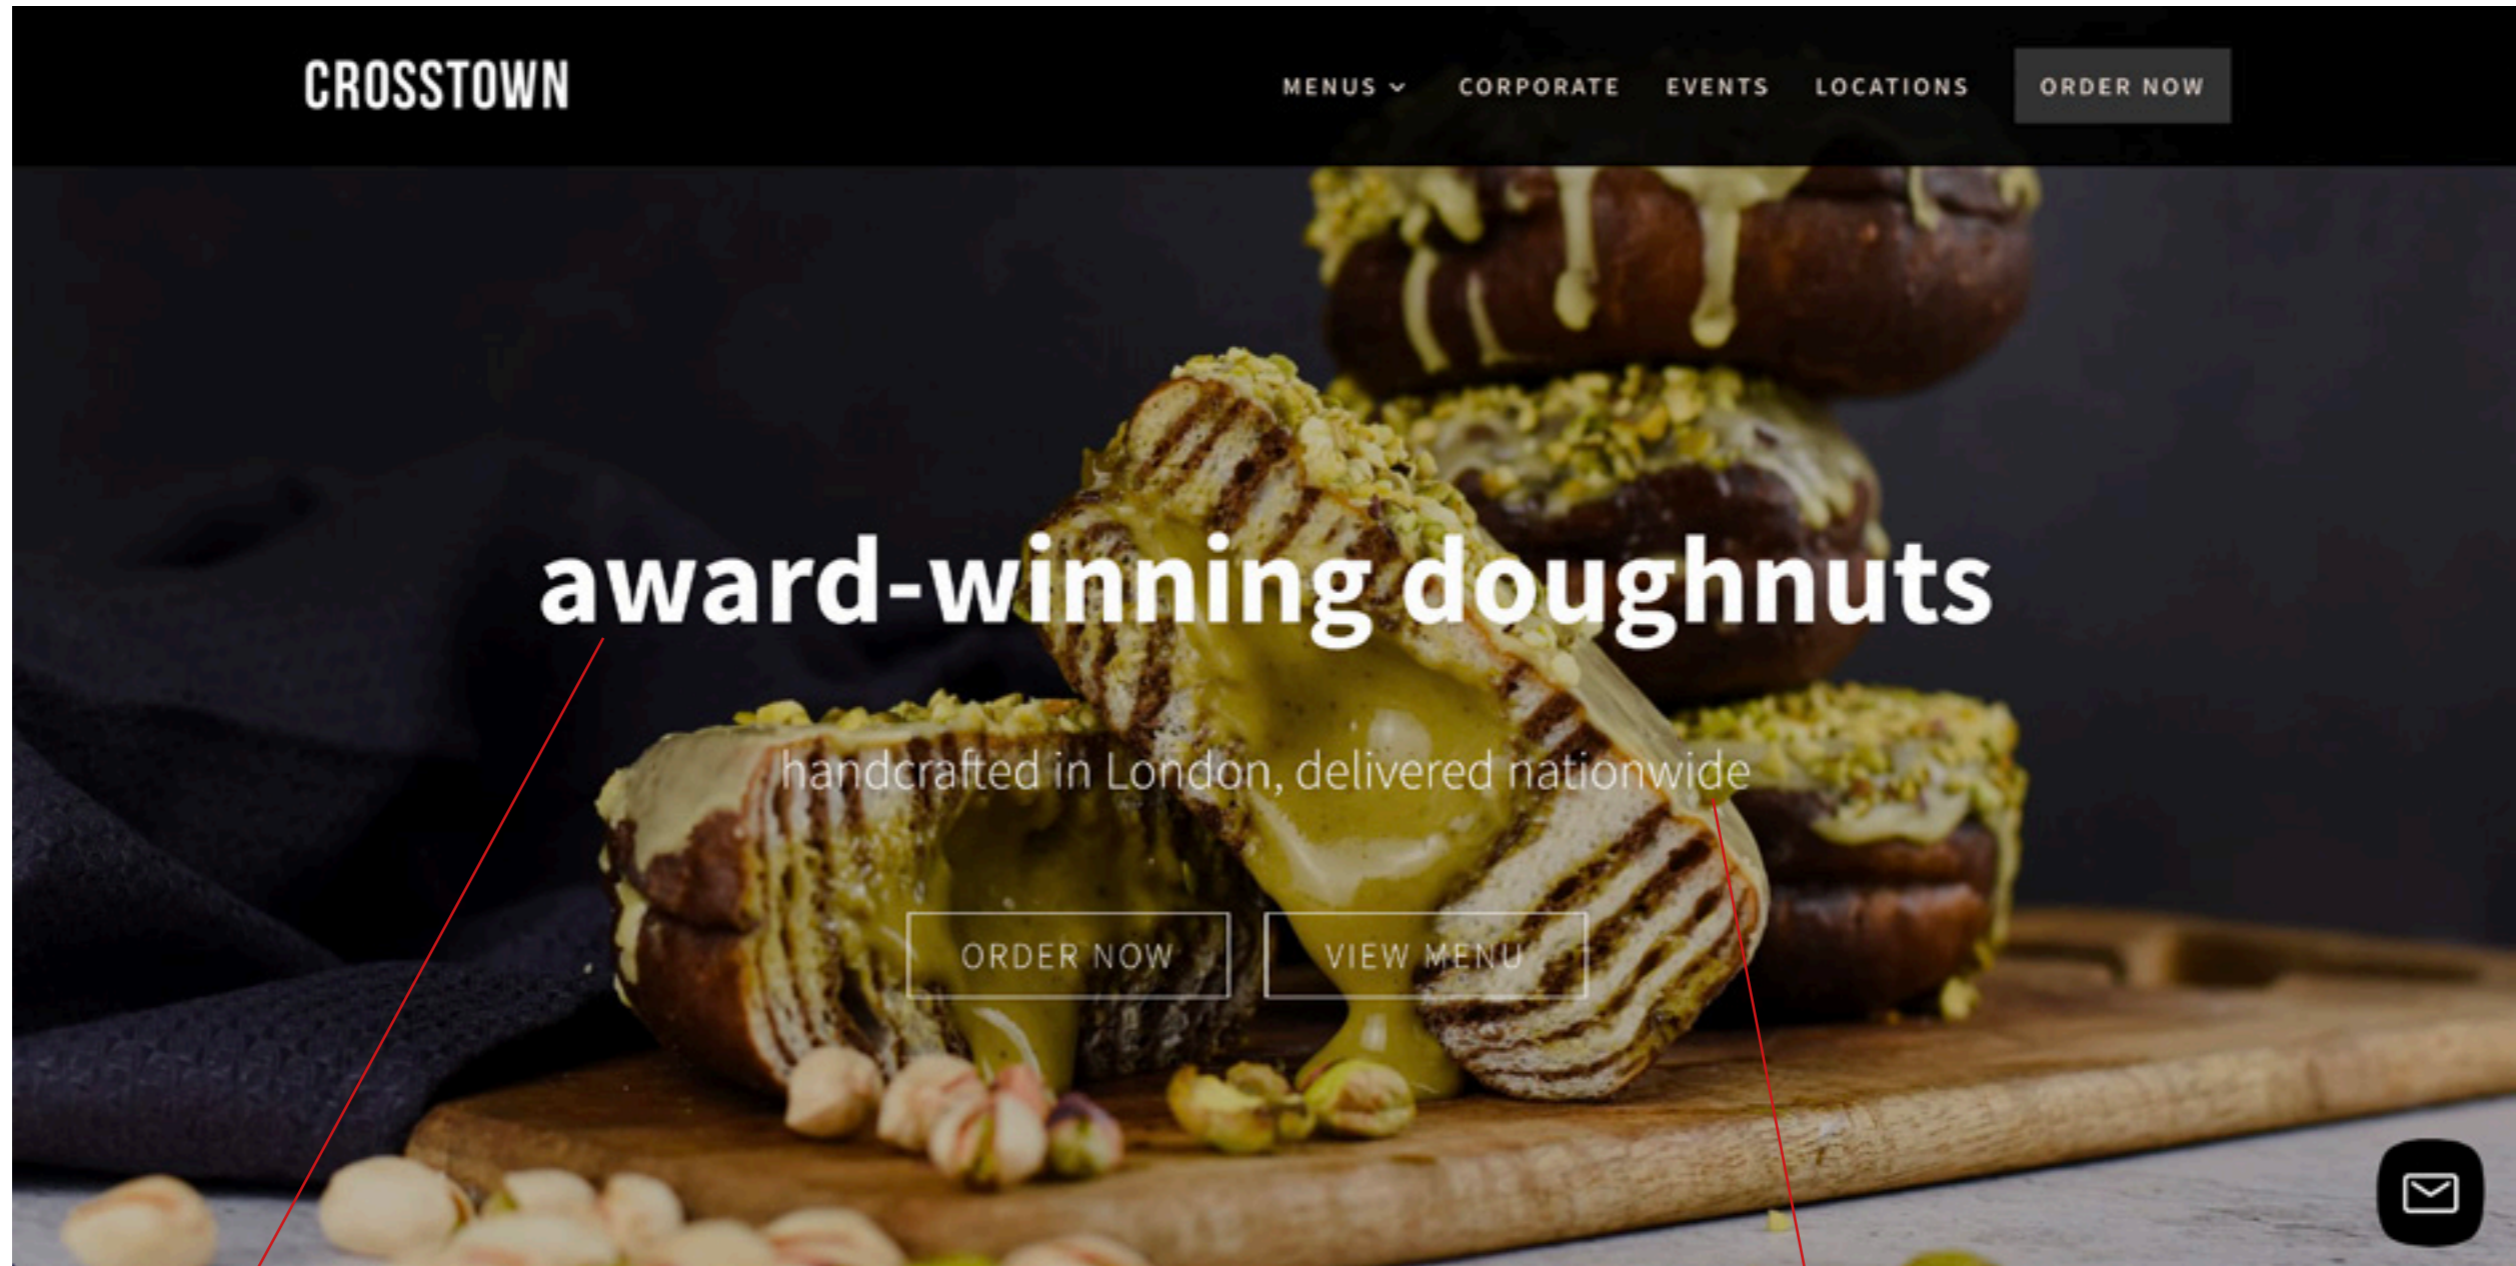 CROSSTOWN
MENUS CORPORATE EVENTS LOCATIONS ORDER NOW
award-winning doughnuts
handcrafted in London, delivered nationwide
ORDER NOW VIEW MENU